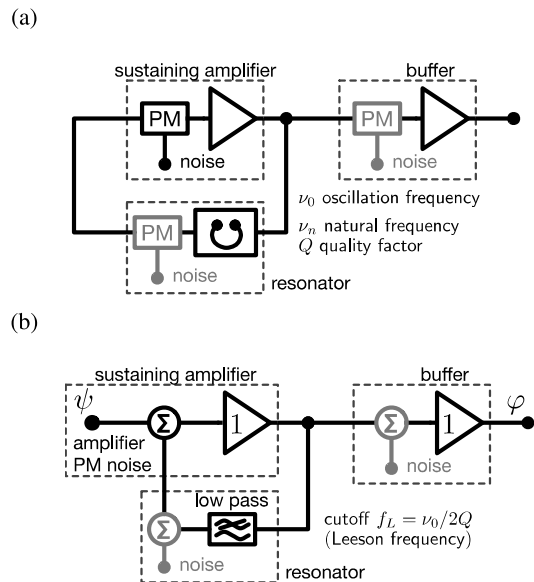 (a)
sustaining amplifier
buffer
PM
PM
noise
noise
ν₀ oscillation frequency
νₙ natural frequency
Q quality factor
PM
noise
resonator
(b)
sustaining amplifier
buffer
ψ
φ
Σ
1
Σ
1
amplifier
PM noise
noise
low pass
Σ
cutoff f_L = ν₀/2Q
(Leeson frequency)
noise
resonator